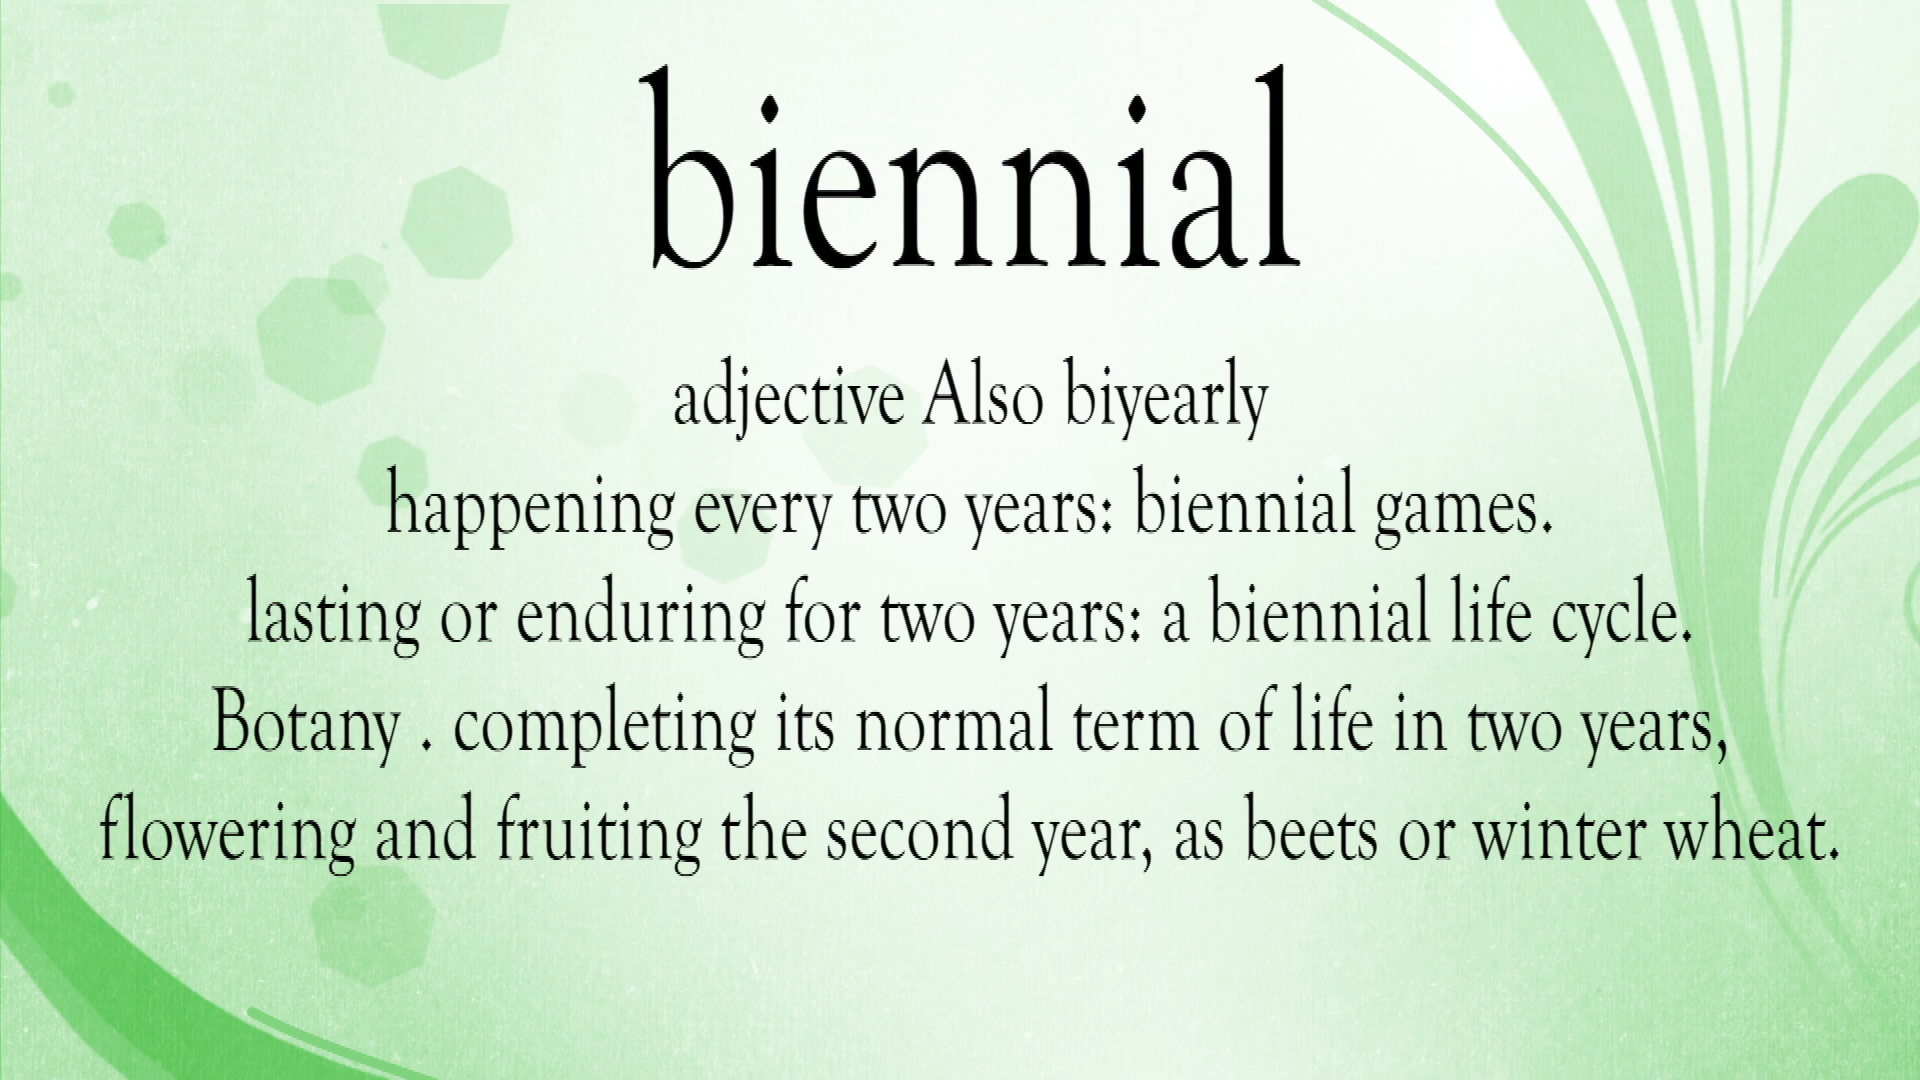 biennial
adjective Also biyearly
happening every two years: biennial games.
lasting or enduring for two years: a biennial life cycle.
Botany . completing its normal term of life in two years,
flowering and fruiting the second year, as beets or winter wheat.